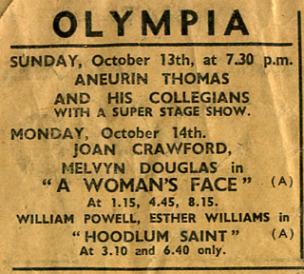 OLYMPIA
SUNDAY, October 13th, at 7.30 p.m.
ANEURIN THOMAS
AND HIS COLLEGIANS
WITH A SUPER STAGE SHOW.
MONDAY, October 14th.
JOAN CRAWFORD,
MELVYN DOUGLAS in
"A WOMAN'S FACE" (A)
At 1.15, 4.45, 8.15.
WILLIAM POWELL, ESTHER WILLIAMS in
"HOODLUM SAINT" (A)
At 3.10 and 6.40 only.